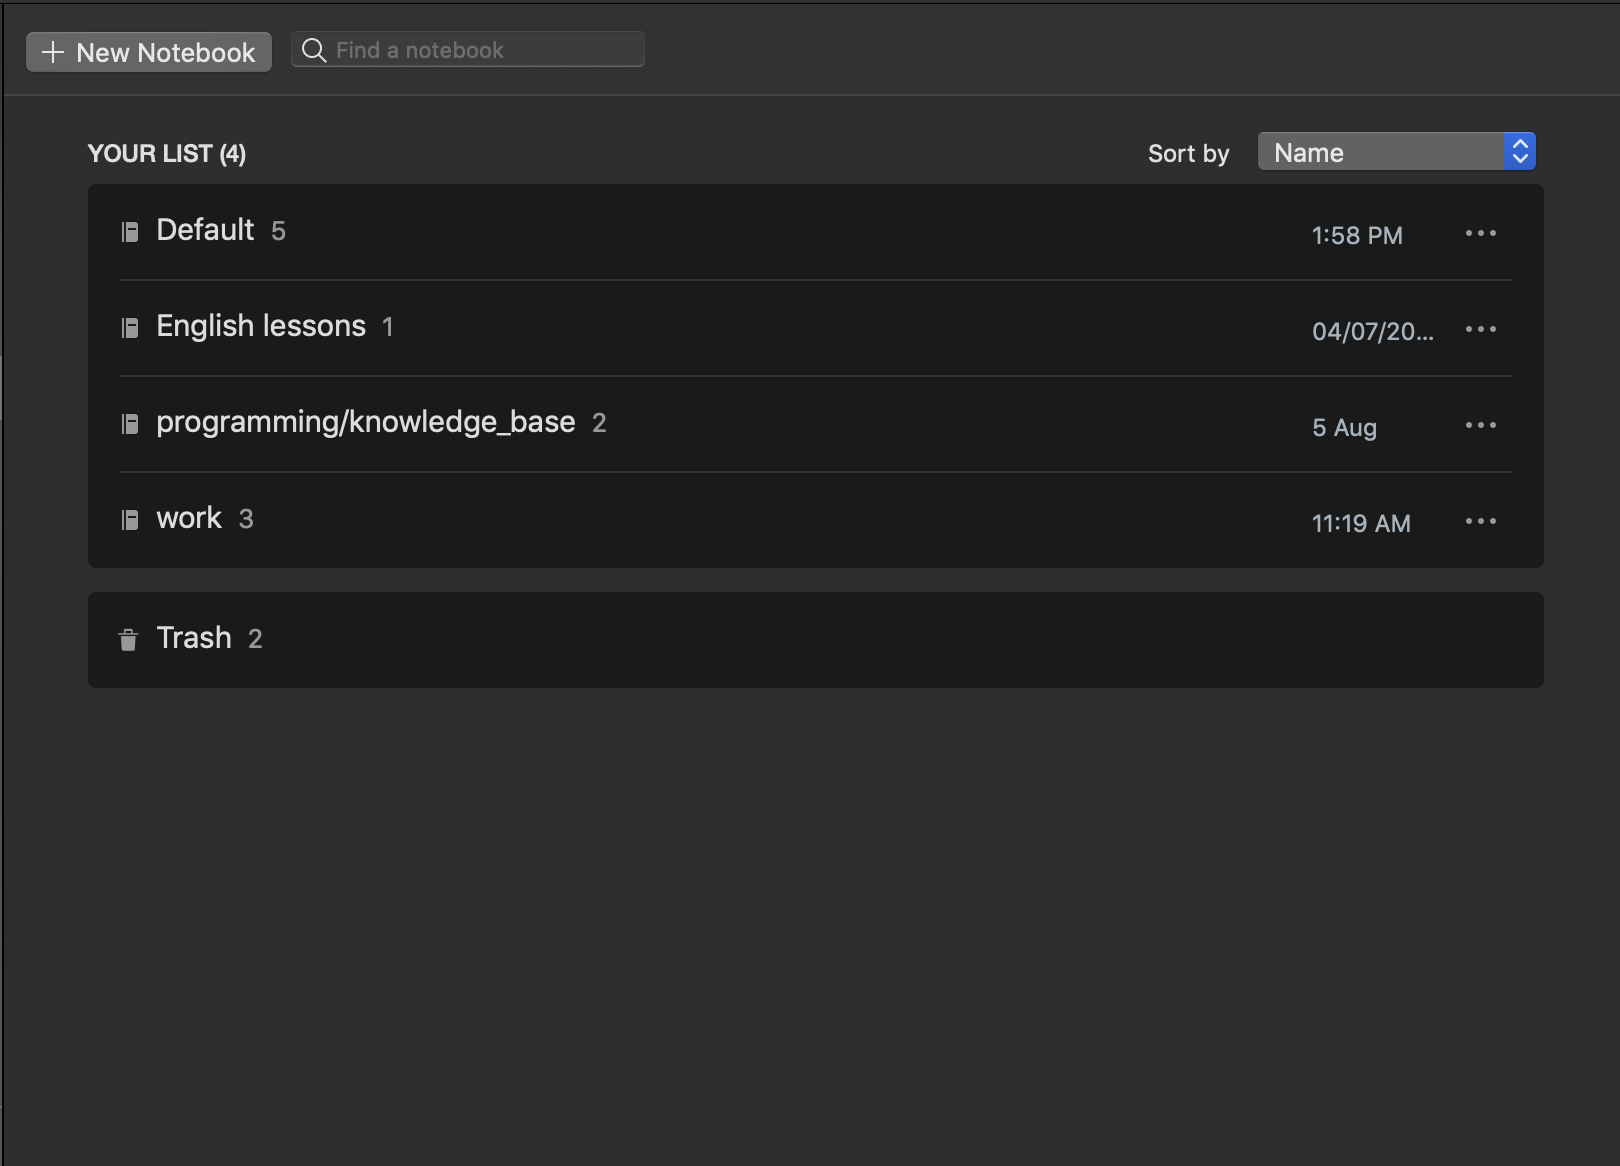 New Notebook
Find a notebook
YOUR LIST (4)
Sort by
Name
Default 5
1:58 PM
English lessons 1
04/07/20...
programming/knowledge_base 2
5 Aug
work 3
11:19 AM
Trash 2